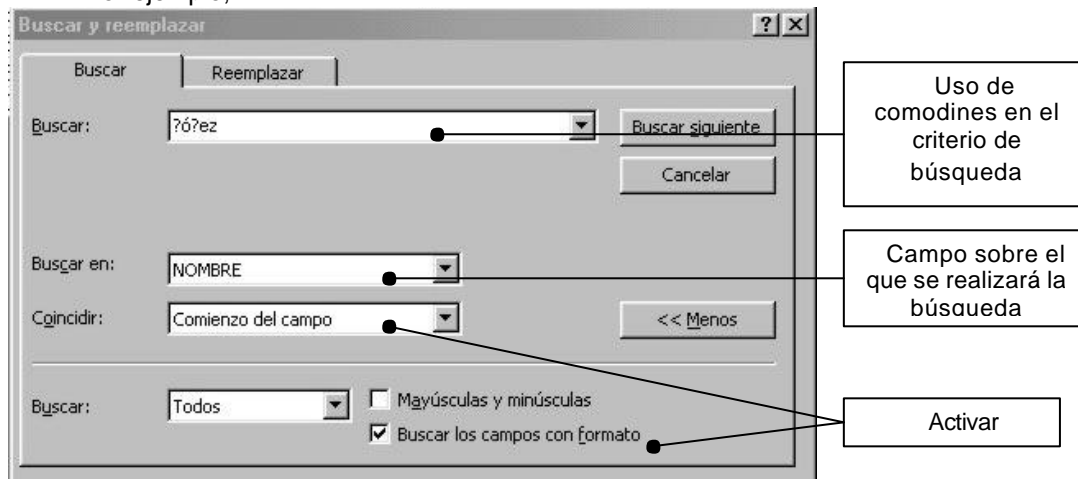 Buscar y reemplazar
Buscar
Reemplazar
Buscar:
?ó?ez
Buscar siguiente
Cancelar
Buscar en:
NOMBRE
Coincidir:
Comienzo del campo
<< Menos
Buscar:
Todos
Mayúsculas y minúsculas
Buscar los campos con formato
Uso de
comodines en el
criterio de
búsqueda
Campo sobre el
que se realizará la
búsqueda
Activar